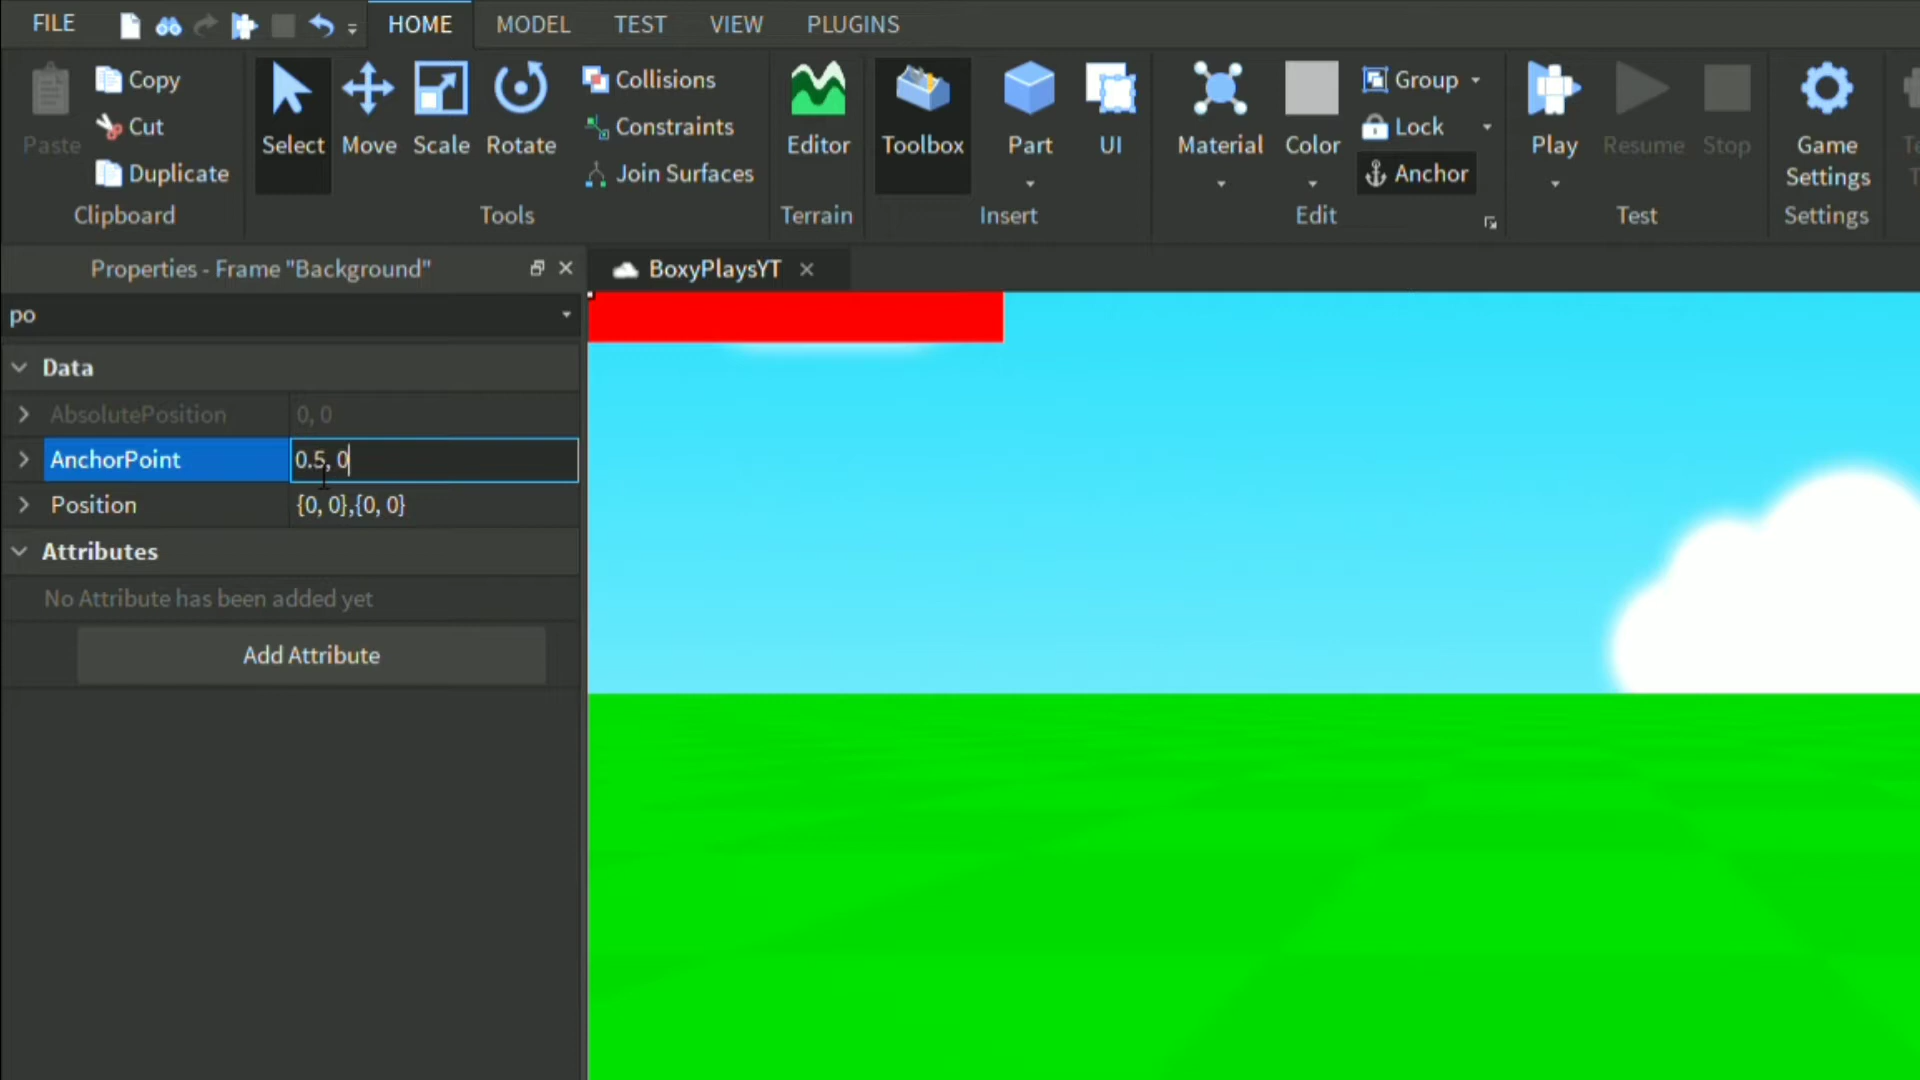 FILE HOME MODEL TEST VIEW PLUGINS
Paste
Copy
Cut
Duplicate
Clipboard
Select Move Scale Rotate
Collisions
Constraints
Join Surfaces
Tools
Editor
Terrain
Toolbox Part UI
Insert
Material Color
Group
Lock
Anchor
Edit
Play Resume Stop
Test
Game
Settings
Settings
Properties - Frame "Background"
BoxyPlaysYT
po
Data
AbsolutePosition 0, 0
AnchorPoint 0.5, 0
Position {0, 0},{0, 0}
Attributes
No Attribute has been added yet
Add Attribute